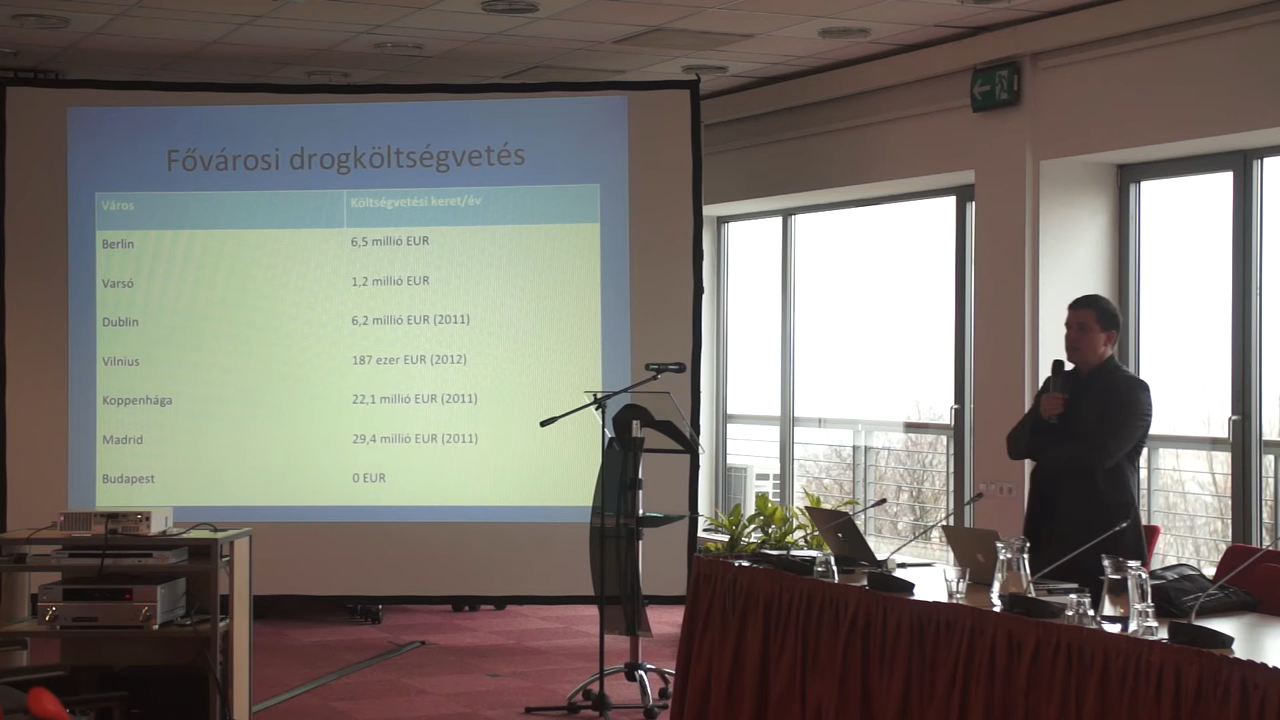 Fővárosi drogköltségvetés
Város Költségvetési keret/év
Berlin 6,5 millió EUR
Varsó 1,2 millió EUR
Dublin 6,2 millió EUR (2011)
Vilnius 187 ezer EUR (2012)
Koppenhága 22,1 millió EUR (2011)
Madrid 29,4 millió EUR (2011)
Budapest 0 EUR